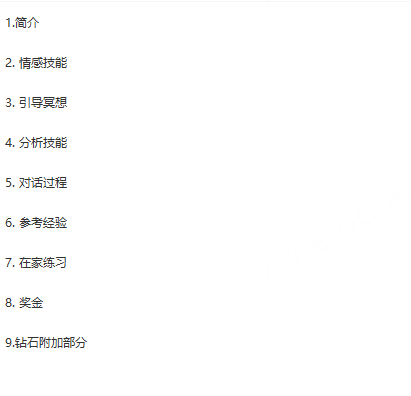 1.简介
2. 情感技能
3. 引导冥想
4. 分析技能
5. 对话过程
6. 参考经验
7. 在家练习
8. 奖金
9.钻石附加部分